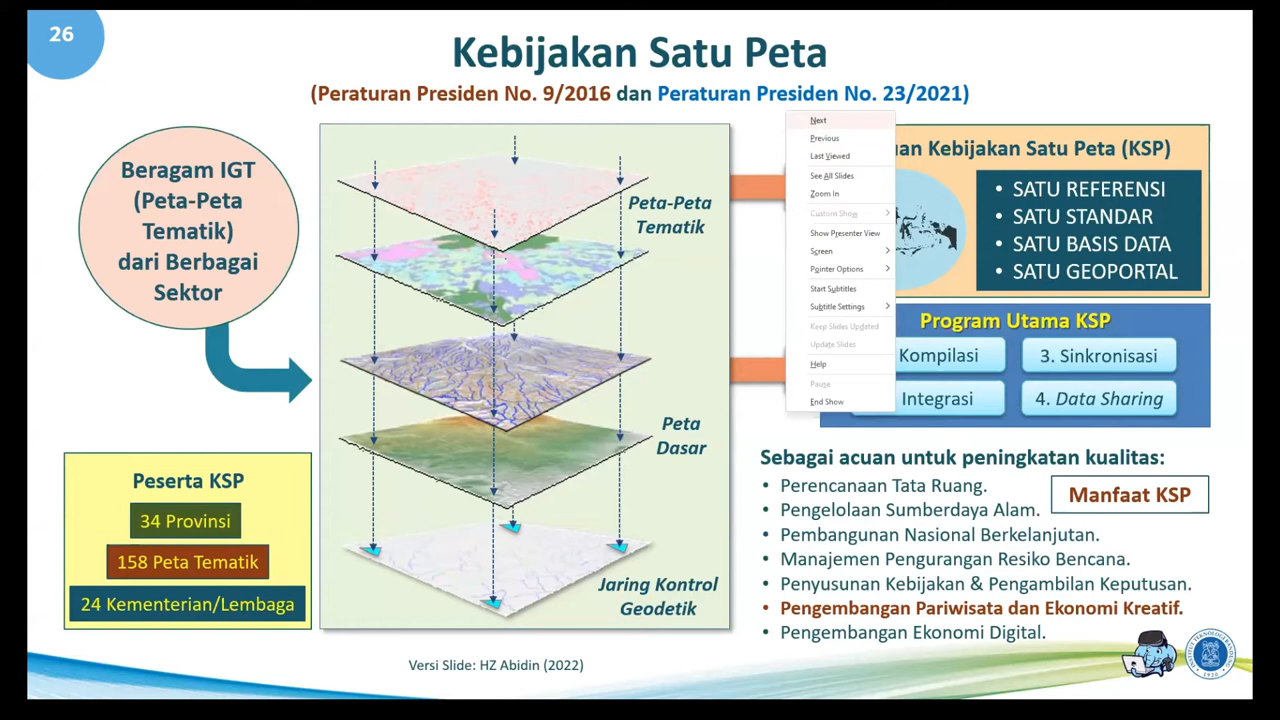 26
Kebijakan Satu Peta
(Peraturan Presiden No. 9/2016 dan Peraturan Presiden No. 23/2021)
Beragam IGT
(Peta-Peta
Tematik)
dari Berbagai
Sektor
Peserta KSP
34 Provinsi
158 Peta Tematik
24 Kementerian/Lembaga
Peta-Peta
Tematik
Peta
Dasar
Jaring Kontrol
Geodetik
Next
Previous
Last Viewed
See All Slides
Zoom In
Custom Show
Show Presenter View
Screen
Pointer Options
Start Subtitles
Subtitle Settings
Keep Slides Updated
Update Slides
Help
Pause
End Show
uan Kebijakan Satu Peta (KSP)
• SATU REFERENSI
• SATU STANDAR
• SATU BASIS DATA
• SATU GEOPORTAL
Program Utama KSP
Kompilasi
3. Sinkronisasi
Integrasi
4. Data Sharing
Sebagai acuan untuk peningkatan kualitas:
Manfaat KSP
• Perencanaan Tata Ruang.
• Pengelolaan Sumberdaya Alam.
• Pembangunan Nasional Berkelanjutan.
• Manajemen Pengurangan Resiko Bencana.
• Penyusunan Kebijakan & Pengambilan Keputusan.
• Pengembangan Pariwisata dan Ekonomi Kreatif.
• Pengembangan Ekonomi Digital.
Versi Slide: HZ Abidin (2022)
INSTITUT TEKNOLOGI BANDUNG
1920